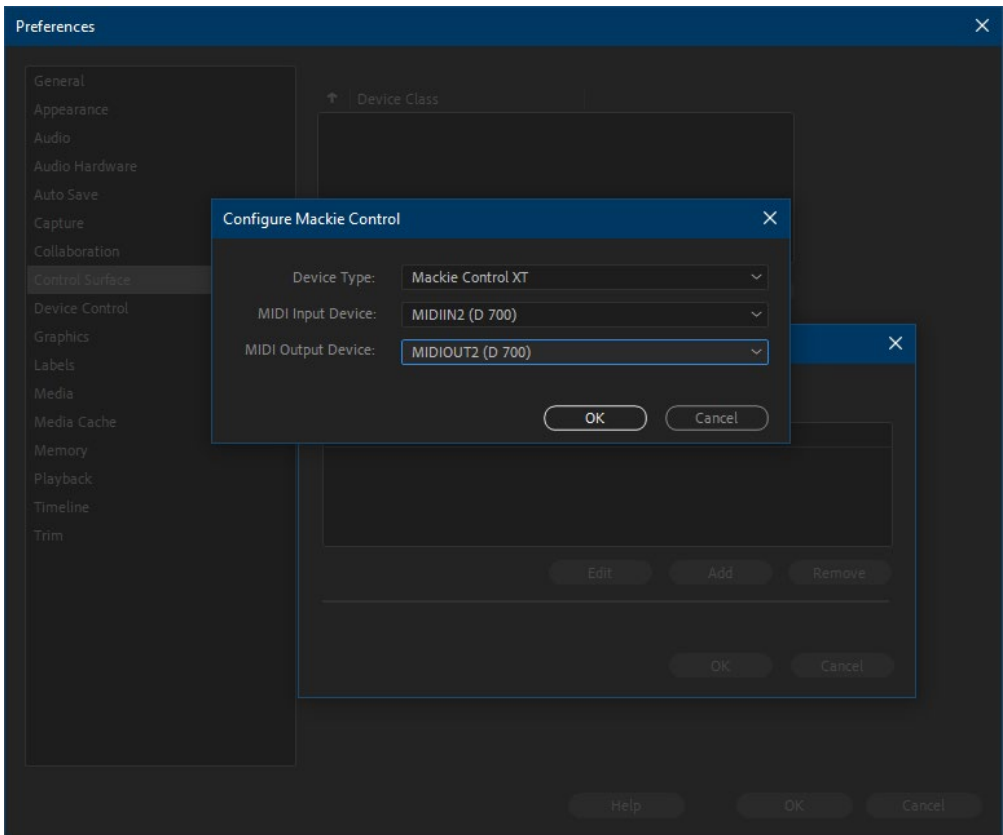 Preferences
General
Appearance
Audio
Audio Hardware
Auto Save
Capture
Collaboration
Control Surface
Device Control
Graphics
Labels
Media
Media Cache
Memory
Playback
Timeline
Trim
Device Class
Configure Mackie Control
Device Type: Mackie Control XT
MIDI Input Device: MIDIIN2 (D 700)
MIDI Output Device: MIDIOUT2 (D 700)
OK Cancel
Edit Add Remove
OK Cancel
Help OK Cancel